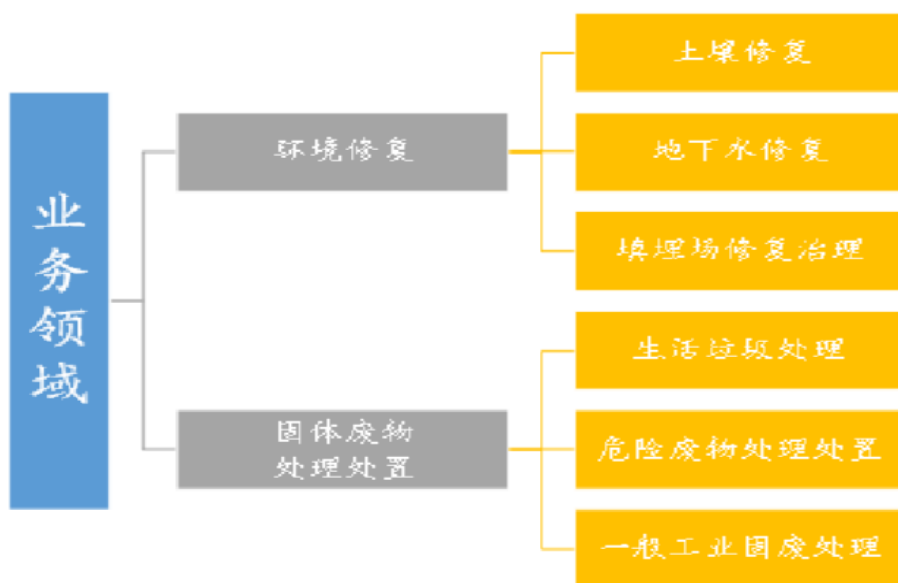 业务领域
环境修复
土壤修复
地下水修复
填埋场修复治理
固体废物
处理处置
生活垃圾处理
危险废物处理处置
一般工业固废处理